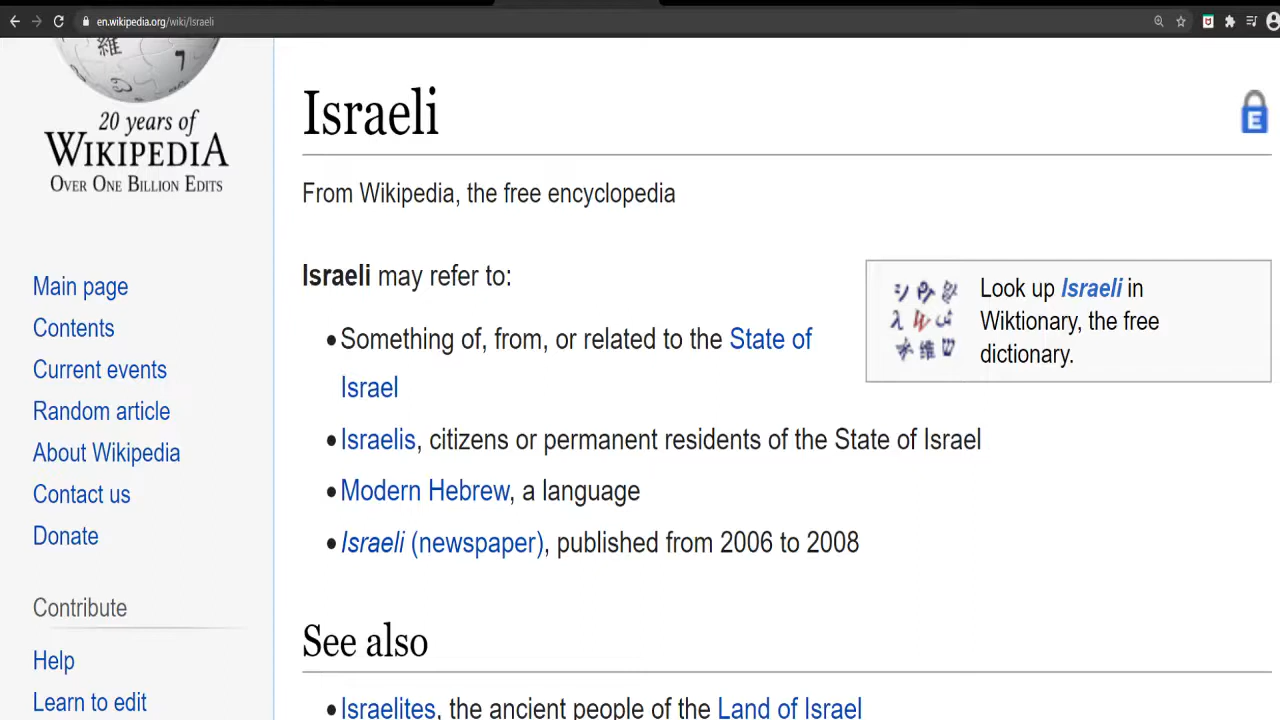 en.wikipedia.org/wiki/Israeli
20 years of
WIKIPEDIA
OVER ONE BILLION EDITS
Main page
Contents
Current events
Random article
About Wikipedia
Contact us
Donate
Contribute
Help
Learn to edit
Israeli
E
From Wikipedia, the free encyclopedia
Israeli may refer to:
•Something of, from, or related to the State of
Israel
•Israelis, citizens or permanent residents of the State of Israel
•Modern Hebrew, a language
•Israeli (newspaper), published from 2006 to 2008
Look up Israeli in
Wiktionary, the free
dictionary.
See also
•Israelites, the ancient people of the Land of Israel